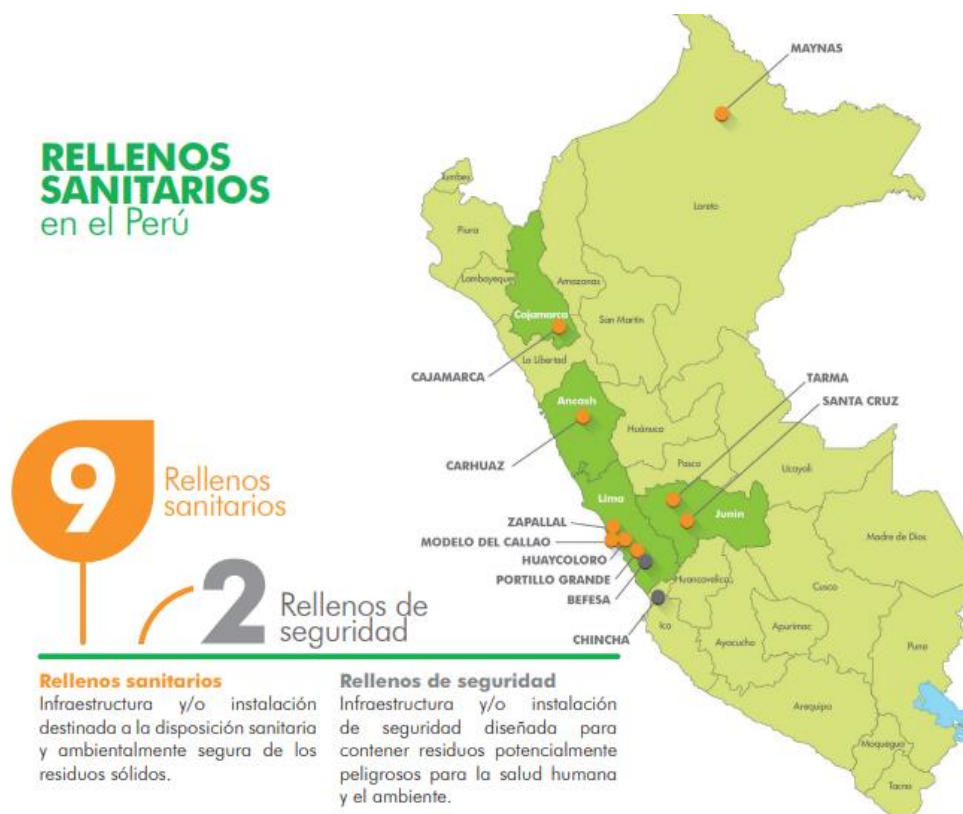 RELLENOS
SANITARIOS
en el Perú
MAYNAS
Tumbes
Loreto
Piura
Lambayeque
Amazonas
Cajamarca
San Martín
La Libertad
CAJAMARCA
TARMA
SANTA CRUZ
Ancash
Huánuco
CARHUAZ
Pasco
Ucayali
9
Rellenos
sanitarios
Lima
Junin
ZAPALLAL
MODELO DEL CALLAO
HUAYCOLORO
PORTILLO GRANDE
BEFESA
CHINCHA
Madre de Dios
Huancavelica
Cusco
Ica
Ayacucho
Apurimac
Puno
Arequipa
Moquegua
Tacna
2
Rellenos de
seguridad
Rellenos sanitarios
Infraestructura y/o instalación
destinada a la disposición sanitaria
y ambientalmente segura de los
residuos sólidos.
Rellenos de seguridad
Infraestructura y/o instalación
de seguridad diseñada para
contener residuos potencialmente
peligrosos para la salud humana
y el ambiente.